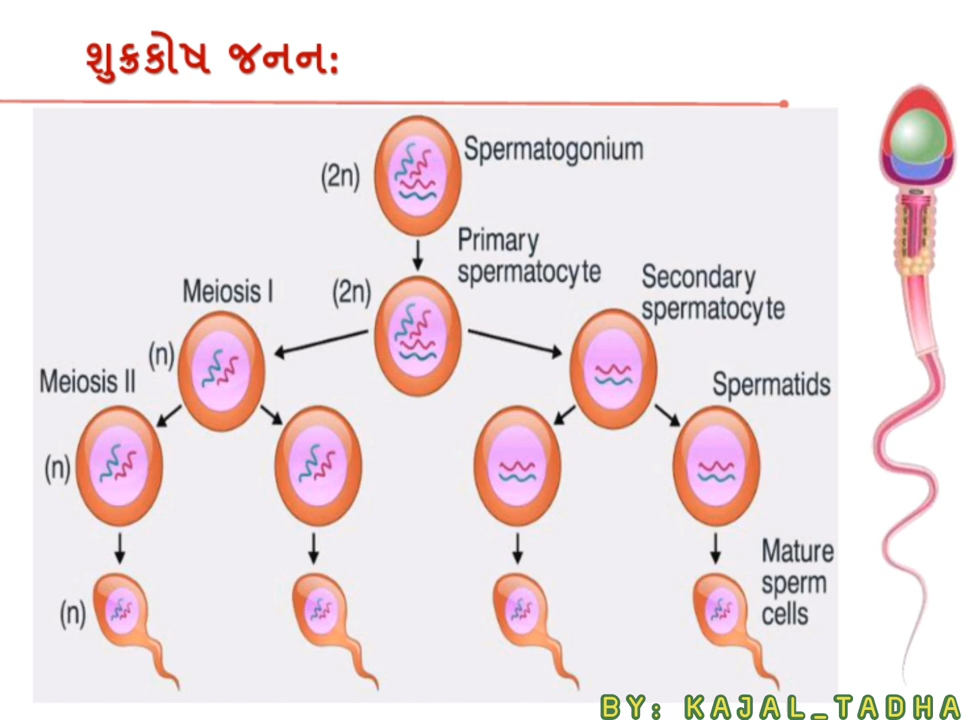 શુક્રકોષ જનન:
Spermatogonium
(2n)
Primary
spermatocyte
Meiosis I
(2n)
Secondary
spermatocyte
(n)
Meiosis II
Spermatids
(n)
Mature
sperm
cells
(n)
BY: KAJAL_TADHA